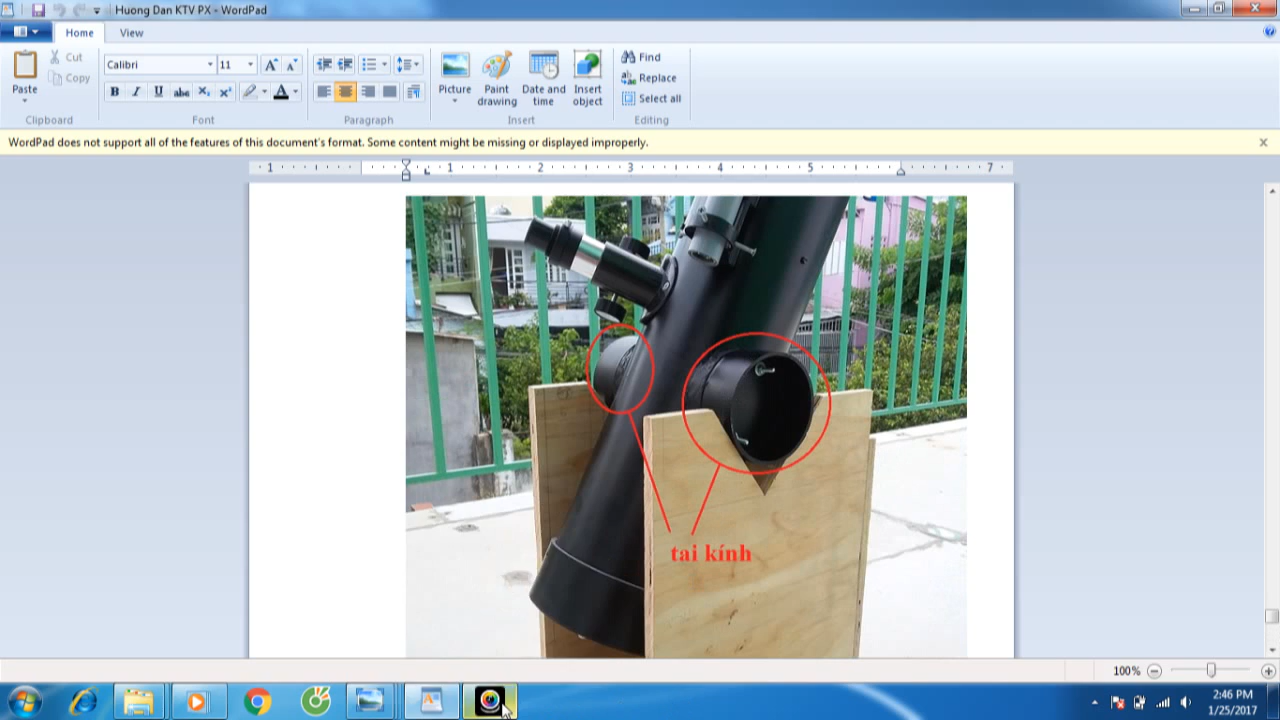 Huong Dan KTV PX - WordPad
Home View
Cut
Copy
Paste
Clipboard
Calibri 11
B I U abc X₂ X²
A
Font
Paragraph
Picture
Paint drawing
Date and time
Insert object
Insert
Find
Replace
Select all
Editing
WordPad does not support all of the features of this document's format. Some content might be missing or displayed improperly.
1 1 2 3 4 5 7
tai kính
100%
2:46 PM
1/25/2017